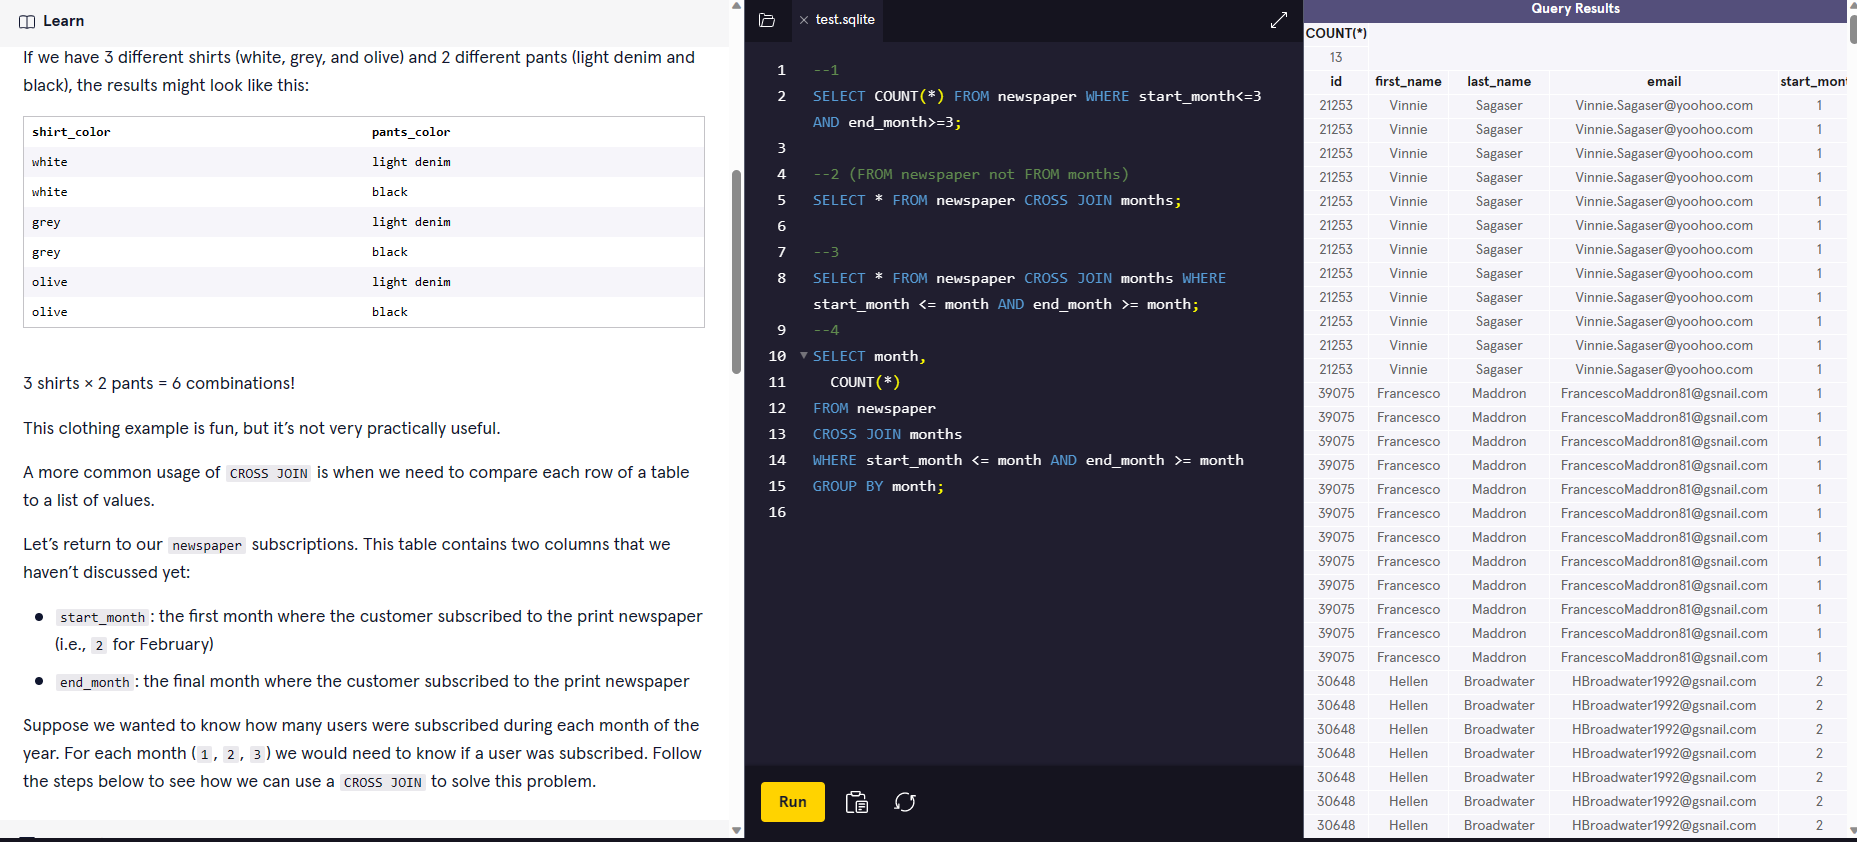 Learn
If we have 3 different shirts (white, grey, and olive) and 2 different pants (light denim and
black), the results might look like this:
shirt_color pants_color
white light denim
white black
grey light denim
grey black
olive light denim
olive black
3 shirts × 2 pants = 6 combinations!
This clothing example is fun, but it’s not very practically useful.
A more common usage of CROSS JOIN is when we need to compare each row of a table
to a list of values.
Let’s return to our newspaper subscriptions. This table contains two columns that we
haven’t discussed yet:
start_month: the first month where the customer subscribed to the print newspaper
(i.e., 2 for February)
end_month: the final month where the customer subscribed to the print newspaper
Suppose we wanted to know how many users were subscribed during each month of the
year. For each month (1, 2, 3) we would need to know if a user was subscribed. Follow
the steps below to see how we can use a CROSS JOIN to solve this problem.
test.sqlite
1 --1
2 SELECT COUNT(*) FROM newspaper WHERE start_month<=3
AND end_month>=3;
3
4 --2 (FROM newspaper not FROM months)
5 SELECT * FROM newspaper CROSS JOIN months;
6
7 --3
8 SELECT * FROM newspaper CROSS JOIN months WHERE
start_month <= month AND end_month >= month;
9 --4
10 SELECT month,
11 COUNT(*)
12 FROM newspaper
13 CROSS JOIN months
14 WHERE start_month <= month AND end_month >= month
15 GROUP BY month;
16
Run
Query Results
COUNT(*)
13
id first_name last_name email start_mont
21253 Vinnie Sagaser Vinnie.Sagaser@yoohoo.com 1
21253 Vinnie Sagaser Vinnie.Sagaser@yoohoo.com 1
21253 Vinnie Sagaser Vinnie.Sagaser@yoohoo.com 1
21253 Vinnie Sagaser Vinnie.Sagaser@yoohoo.com 1
21253 Vinnie Sagaser Vinnie.Sagaser@yoohoo.com 1
21253 Vinnie Sagaser Vinnie.Sagaser@yoohoo.com 1
21253 Vinnie Sagaser Vinnie.Sagaser@yoohoo.com 1
21253 Vinnie Sagaser Vinnie.Sagaser@yoohoo.com 1
21253 Vinnie Sagaser Vinnie.Sagaser@yoohoo.com 1
21253 Vinnie Sagaser Vinnie.Sagaser@yoohoo.com 1
21253 Vinnie Sagaser Vinnie.Sagaser@yoohoo.com 1
21253 Vinnie Sagaser Vinnie.Sagaser@yoohoo.com 1
39075 Francesco Maddron FrancescoMaddron81@gsnail.com 1
39075 Francesco Maddron FrancescoMaddron81@gsnail.com 1
39075 Francesco Maddron FrancescoMaddron81@gsnail.com 1
39075 Francesco Maddron FrancescoMaddron81@gsnail.com 1
39075 Francesco Maddron FrancescoMaddron81@gsnail.com 1
39075 Francesco Maddron FrancescoMaddron81@gsnail.com 1
39075 Francesco Maddron FrancescoMaddron81@gsnail.com 1
39075 Francesco Maddron FrancescoMaddron81@gsnail.com 1
39075 Francesco Maddron FrancescoMaddron81@gsnail.com 1
39075 Francesco Maddron FrancescoMaddron81@gsnail.com 1
39075 Francesco Maddron FrancescoMaddron81@gsnail.com 1
39075 Francesco Maddron FrancescoMaddron81@gsnail.com 1
30648 Hellen Broadwater HBroadwater1992@gsnail.com 2
30648 Hellen Broadwater HBroadwater1992@gsnail.com 2
30648 Hellen Broadwater HBroadwater1992@gsnail.com 2
30648 Hellen Broadwater HBroadwater1992@gsnail.com 2
30648 Hellen Broadwater HBroadwater1992@gsnail.com 2
30648 Hellen Broadwater HBroadwater1992@gsnail.com 2
30648 Hellen Broadwater HBroadwater1992@gsnail.com 2